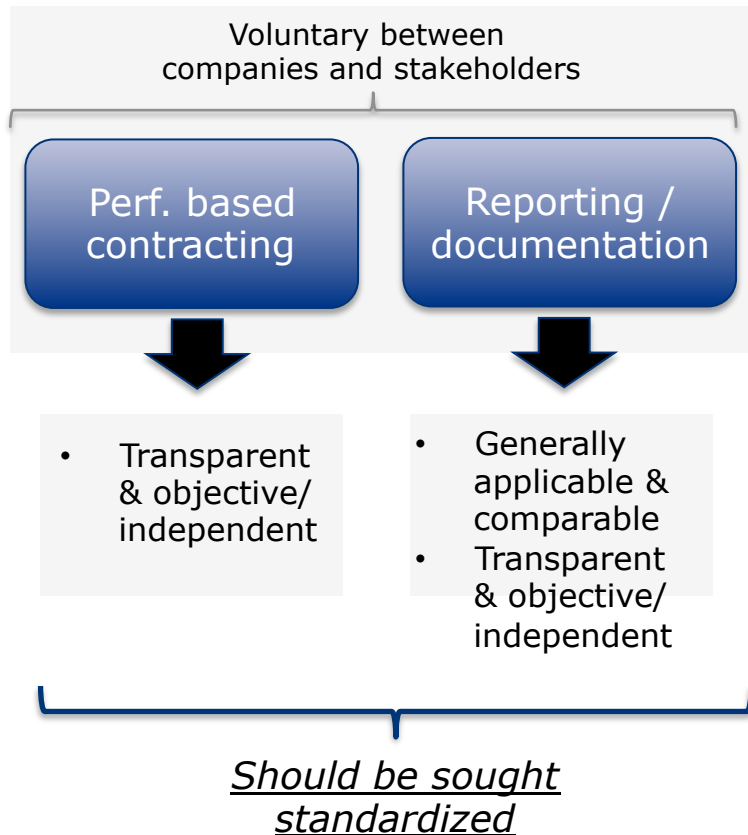 Voluntary between
companies and stakeholders
Perf. based
contracting
Reporting /
documentation
• Transparent
& objective/
independent
• Generally
applicable &
comparable
• Transparent
& objective/
independent
Should be sought
standardized